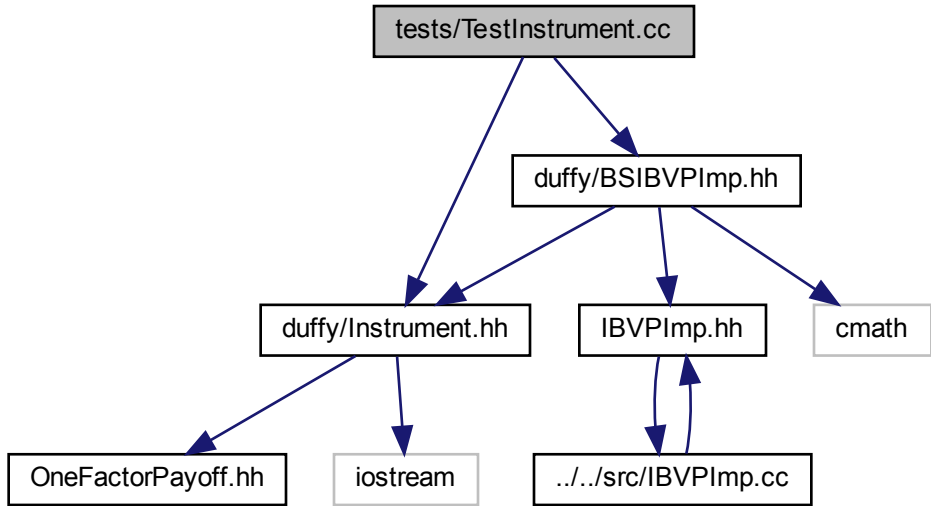 tests/TestInstrument.cc
duffy/BSIBVPImp.hh
duffy/Instrument.hh
IBVPImp.hh
cmath
OneFactorPayoff.hh
iostream
../../src/IBVPImp.cc